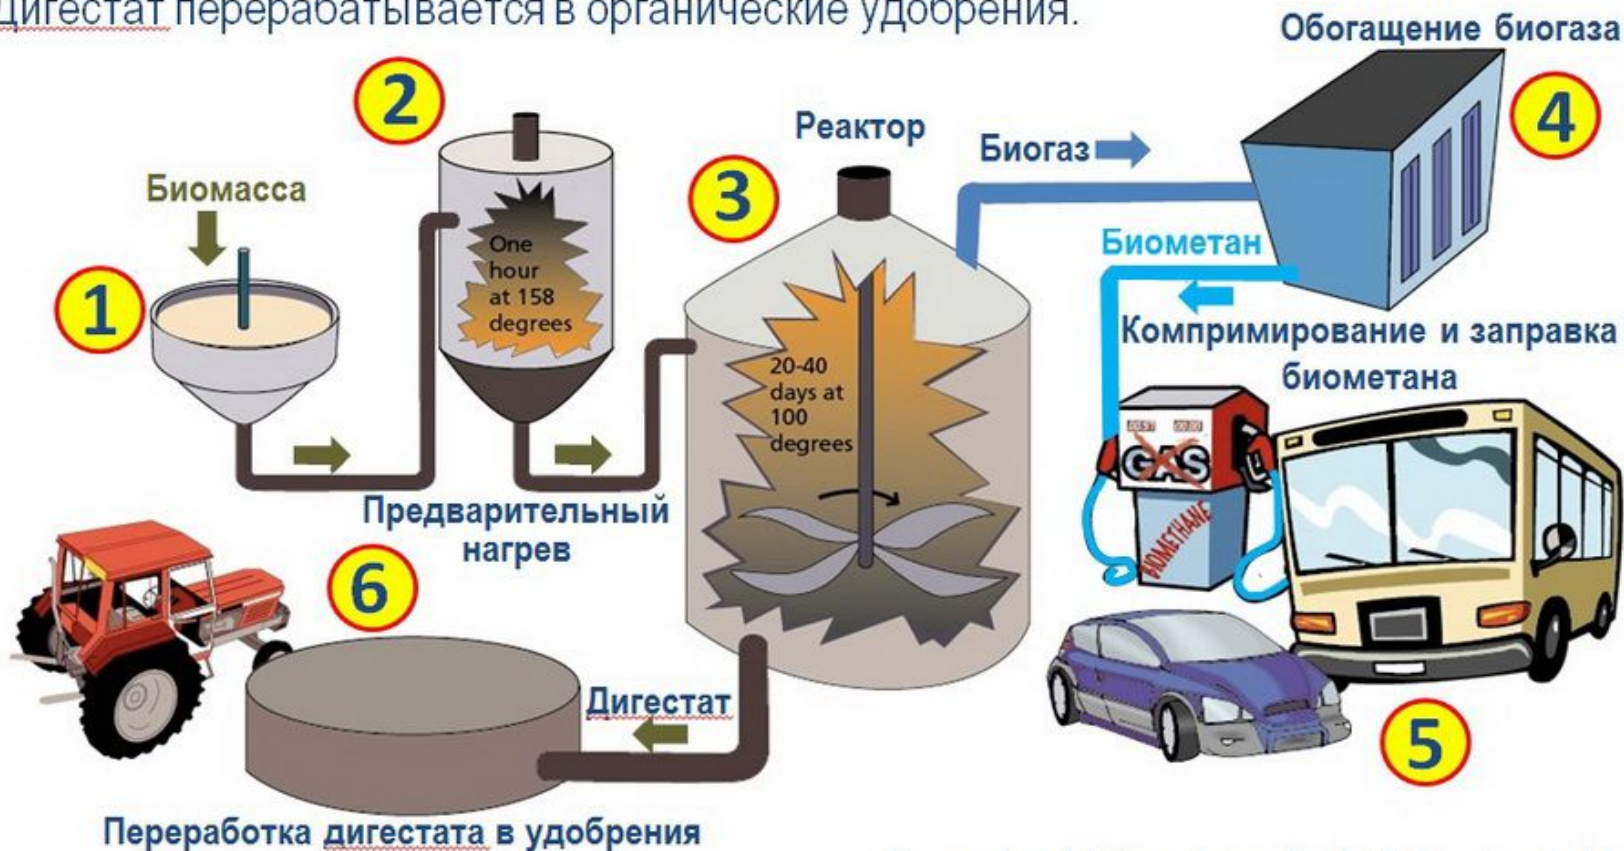 Дигестат перерабатывается в органические удобрения.
Обогащение биогаза
2
4
Реактор
Биогаз
Биомасса
3
One
hour
at 158
degrees
Биометан
1
Компримирование и заправка
биометана
20-40
days at
100
degrees
GAS
BIOMETHANE
Предварительный
нагрев
6
Дигестат
5
Переработка дигестата в удобрения